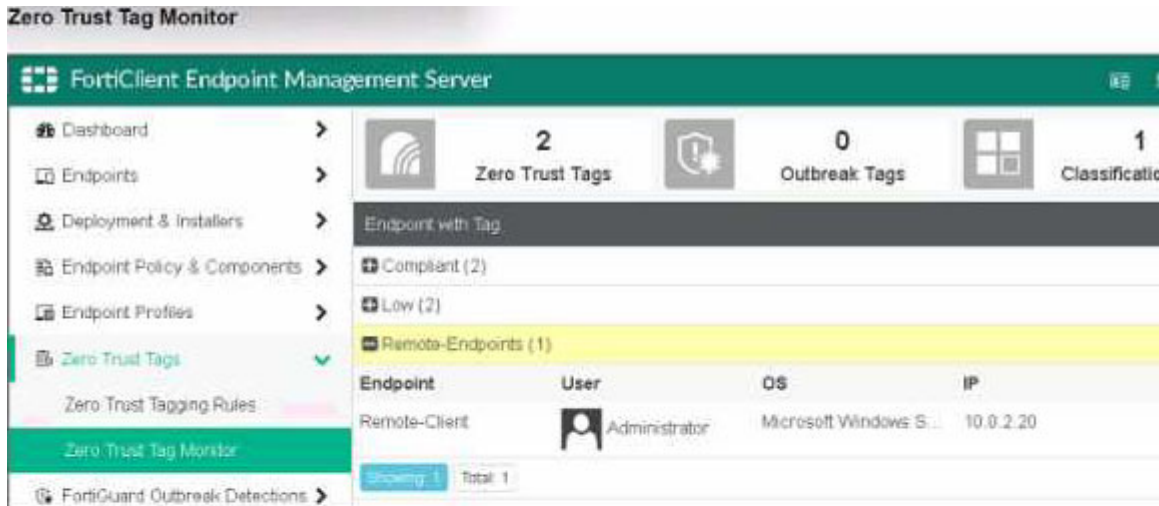 Zero Trust Tag Monitor
FortiClient Endpoint Management Server
Dashboard
Endpoints
Deployment & Installers
Endpoint Policy & Components
Endpoint Profiles
Zero Trust Tags
Zero Trust Tagging Rules
Zero Trust Tag Monitor
FortiGuard Outbreak Detections
2
Zero Trust Tags
0
Outbreak Tags
1
Classificatio
Endpoint with Tag
Compliant (2)
Low (2)
Remote-Endpoints (1)
Endpoint User OS IP
Remote-Client Administrator Microsoft Windows S... 10.0.2.20
Showing: 1 Total: 1